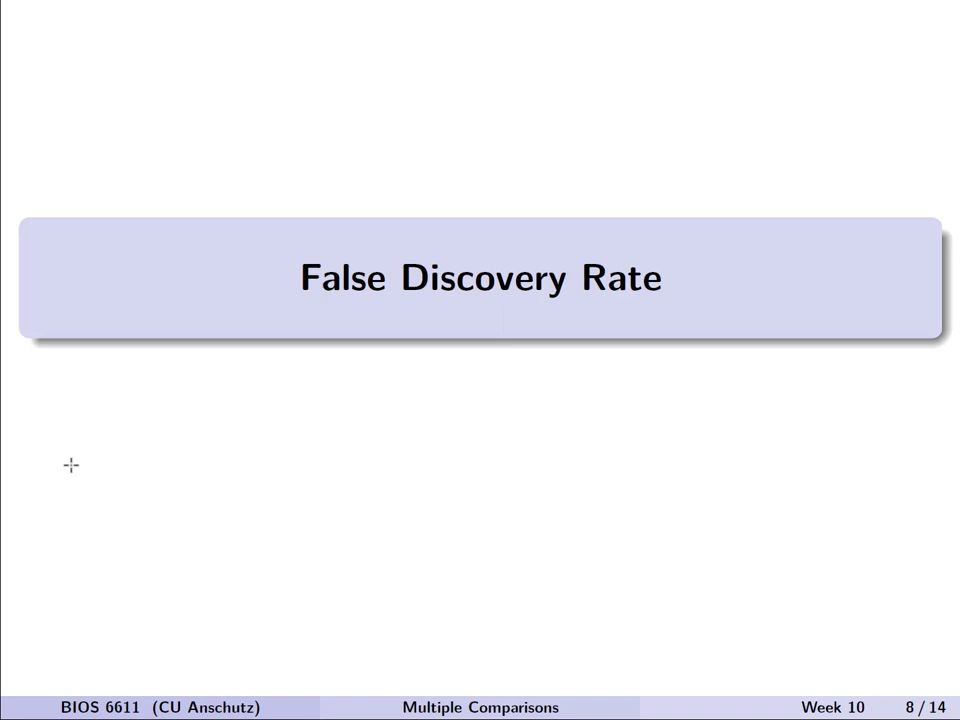 False Discovery Rate
BIOS 6611 (CU Anschutz) Multiple Comparisons Week 10 8 / 14